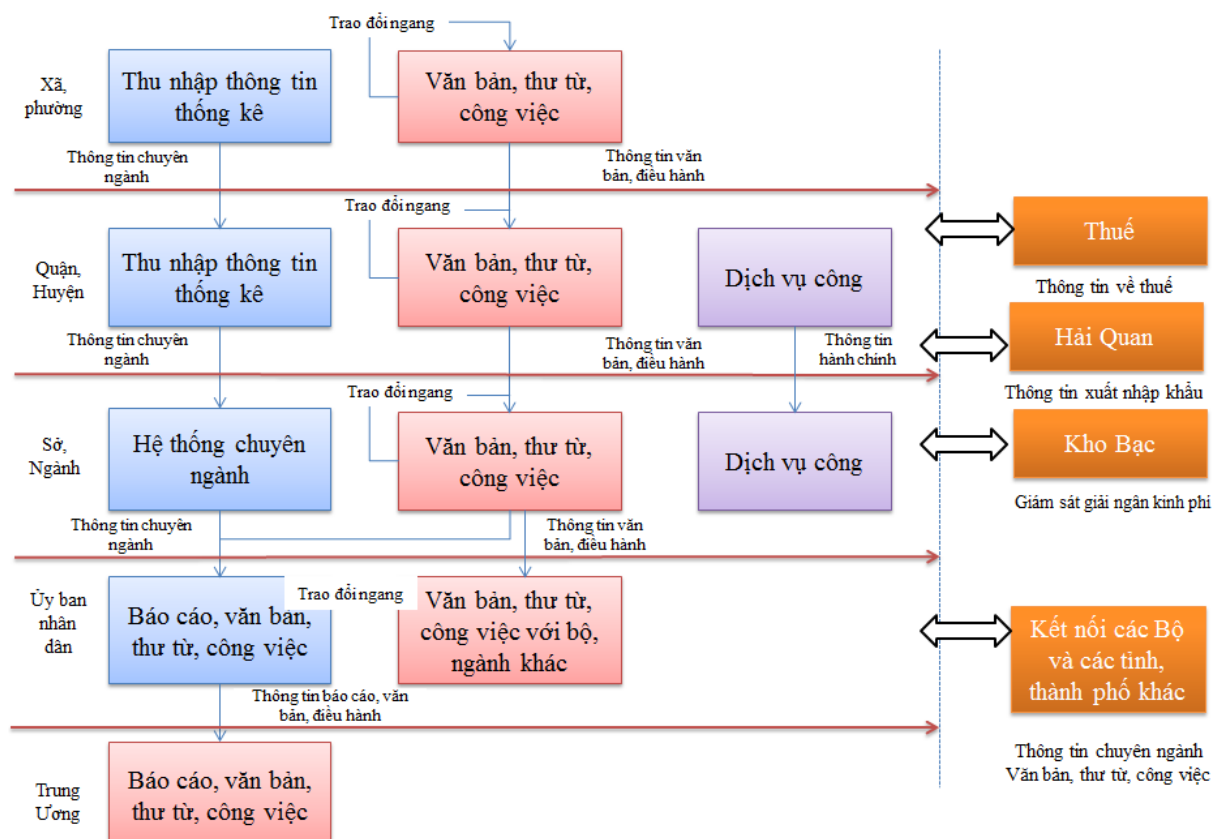 Trao đổi ngang
Xã,
phường
Thu nhập thông tin
thống kê
Văn bản, thư từ,
công việc
Thông tin chuyên
ngành
Thông tin văn
bản, điều hành
Trao đổi ngang
Quận,
Huyện
Thu nhập thông tin
thống kê
Văn bản, thư từ,
công việc
Dịch vụ công
Thuế
Thông tin về thuế
Thông tin chuyên
ngành
Thông tin văn
bản, điều hành
Thông tin
hành chính
Hải Quan
Thông tin xuất nhập khẩu
Trao đổi ngang
Sở,
Ngành
Hệ thống chuyên
ngành
Văn bản, thư từ,
công việc
Dịch vụ công
Kho Bạc
Giám sát giải ngân kinh phí
Thông tin chuyên
ngành
Thông tin văn
bản, điều hành
Ủy ban
nhân
dân
Báo cáo, văn bản,
thư từ, công việc
Trao đổi ngang
Văn bản, thư từ,
công việc với bộ,
ngành khác
Kết nối các Bộ
và các tỉnh,
thành phố khác
Thông tin báo cáo, văn
bản, điều hành
Thông tin chuyên ngành
Văn bản, thư từ, công việc
Trung
Ương
Báo cáo, văn bản,
thư từ, công việc